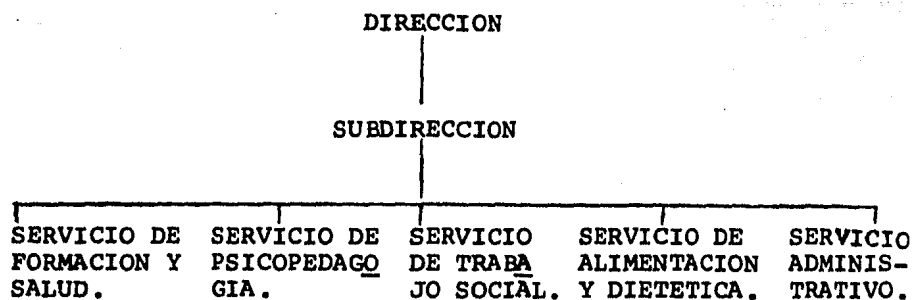 DIRECCION
SUBDIRECCION
SERVICIO DE FORMACION Y SALUD.
SERVICIO DE PSICOPEDAGO GIA.
SERVICIO DE TRABA JO SOCIAL.
SERVICIO DE ALIMENTACION Y DIETETICA.
SERVICIO ADMINIS- TRATIVO.